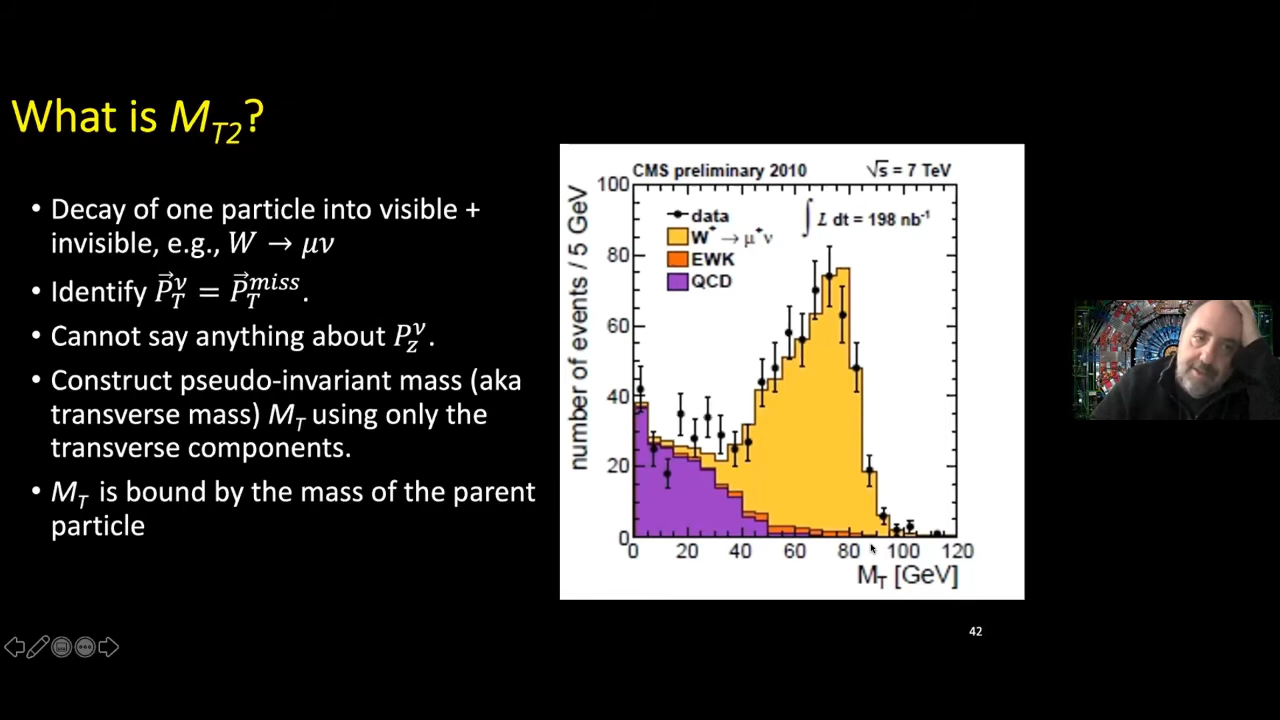 What is M_T2?
• Decay of one particle into visible +
invisible, e.g., W → μν
• Identify P⃗_T^ν = P⃗_T^miss.
• Cannot say anything about P_z^ν.
• Construct pseudo-invariant mass (aka
transverse mass) M_T using only the
transverse components.
• M_T is bound by the mass of the parent
particle
CMS preliminary 2010 √s = 7 TeV
number of events / 5 GeV
100
80
60
40
20
0
data
∫ L dt = 198 nb⁻¹
W⁺ → μ⁺ν
EWK
QCD
0 20 40 60 80 100 120
M_T [GeV]
42